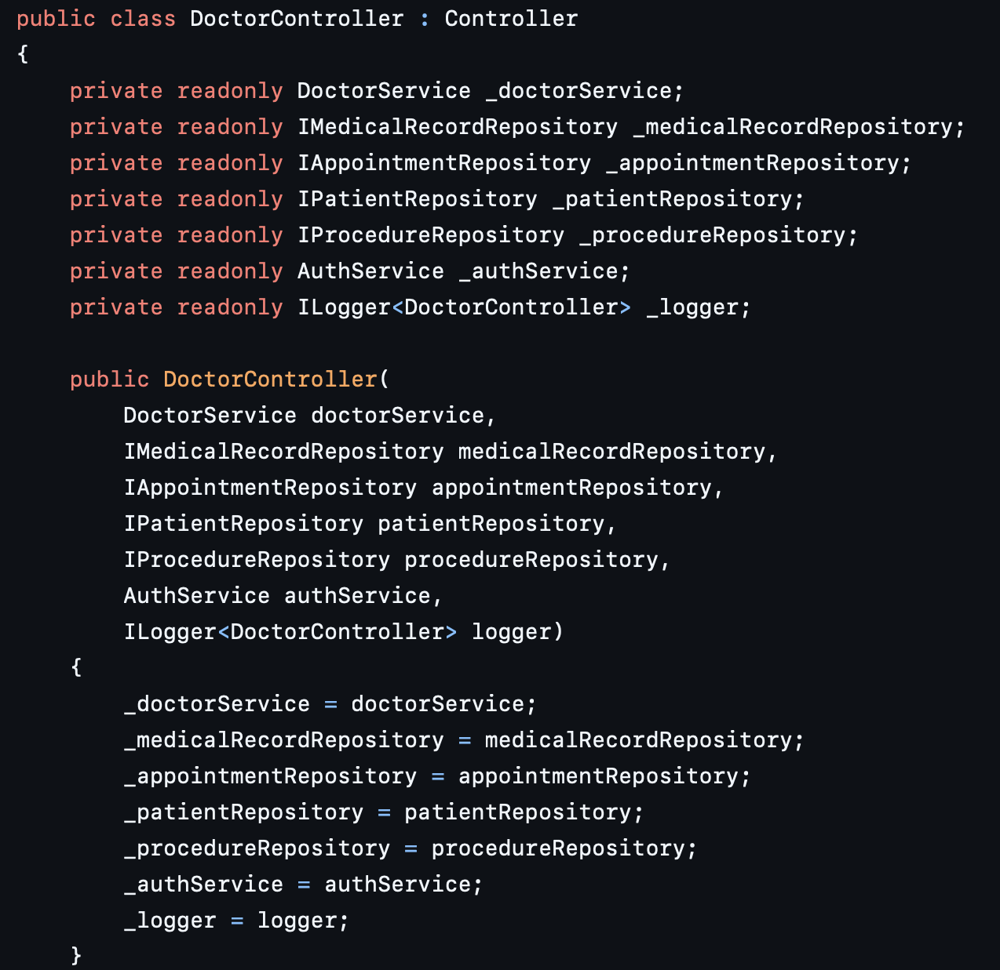 public class DoctorController : Controller
{
    private readonly DoctorService _doctorService;
    private readonly IMedicalRecordRepository _medicalRecordRepository;
    private readonly IAppointmentRepository _appointmentRepository;
    private readonly IPatientRepository _patientRepository;
    private readonly IProcedureRepository _procedureRepository;
    private readonly AuthService _authService;
    private readonly ILogger<DoctorController> _logger;

    public DoctorController(
        DoctorService doctorService,
        IMedicalRecordRepository medicalRecordRepository,
        IAppointmentRepository appointmentRepository,
        IPatientRepository patientRepository,
        IProcedureRepository procedureRepository,
        AuthService authService,
        ILogger<DoctorController> logger)
    {
        _doctorService = doctorService;
        _medicalRecordRepository = medicalRecordRepository;
        _appointmentRepository = appointmentRepository;
        _patientRepository = patientRepository;
        _procedureRepository = procedureRepository;
        _authService = authService;
        _logger = logger;
    }